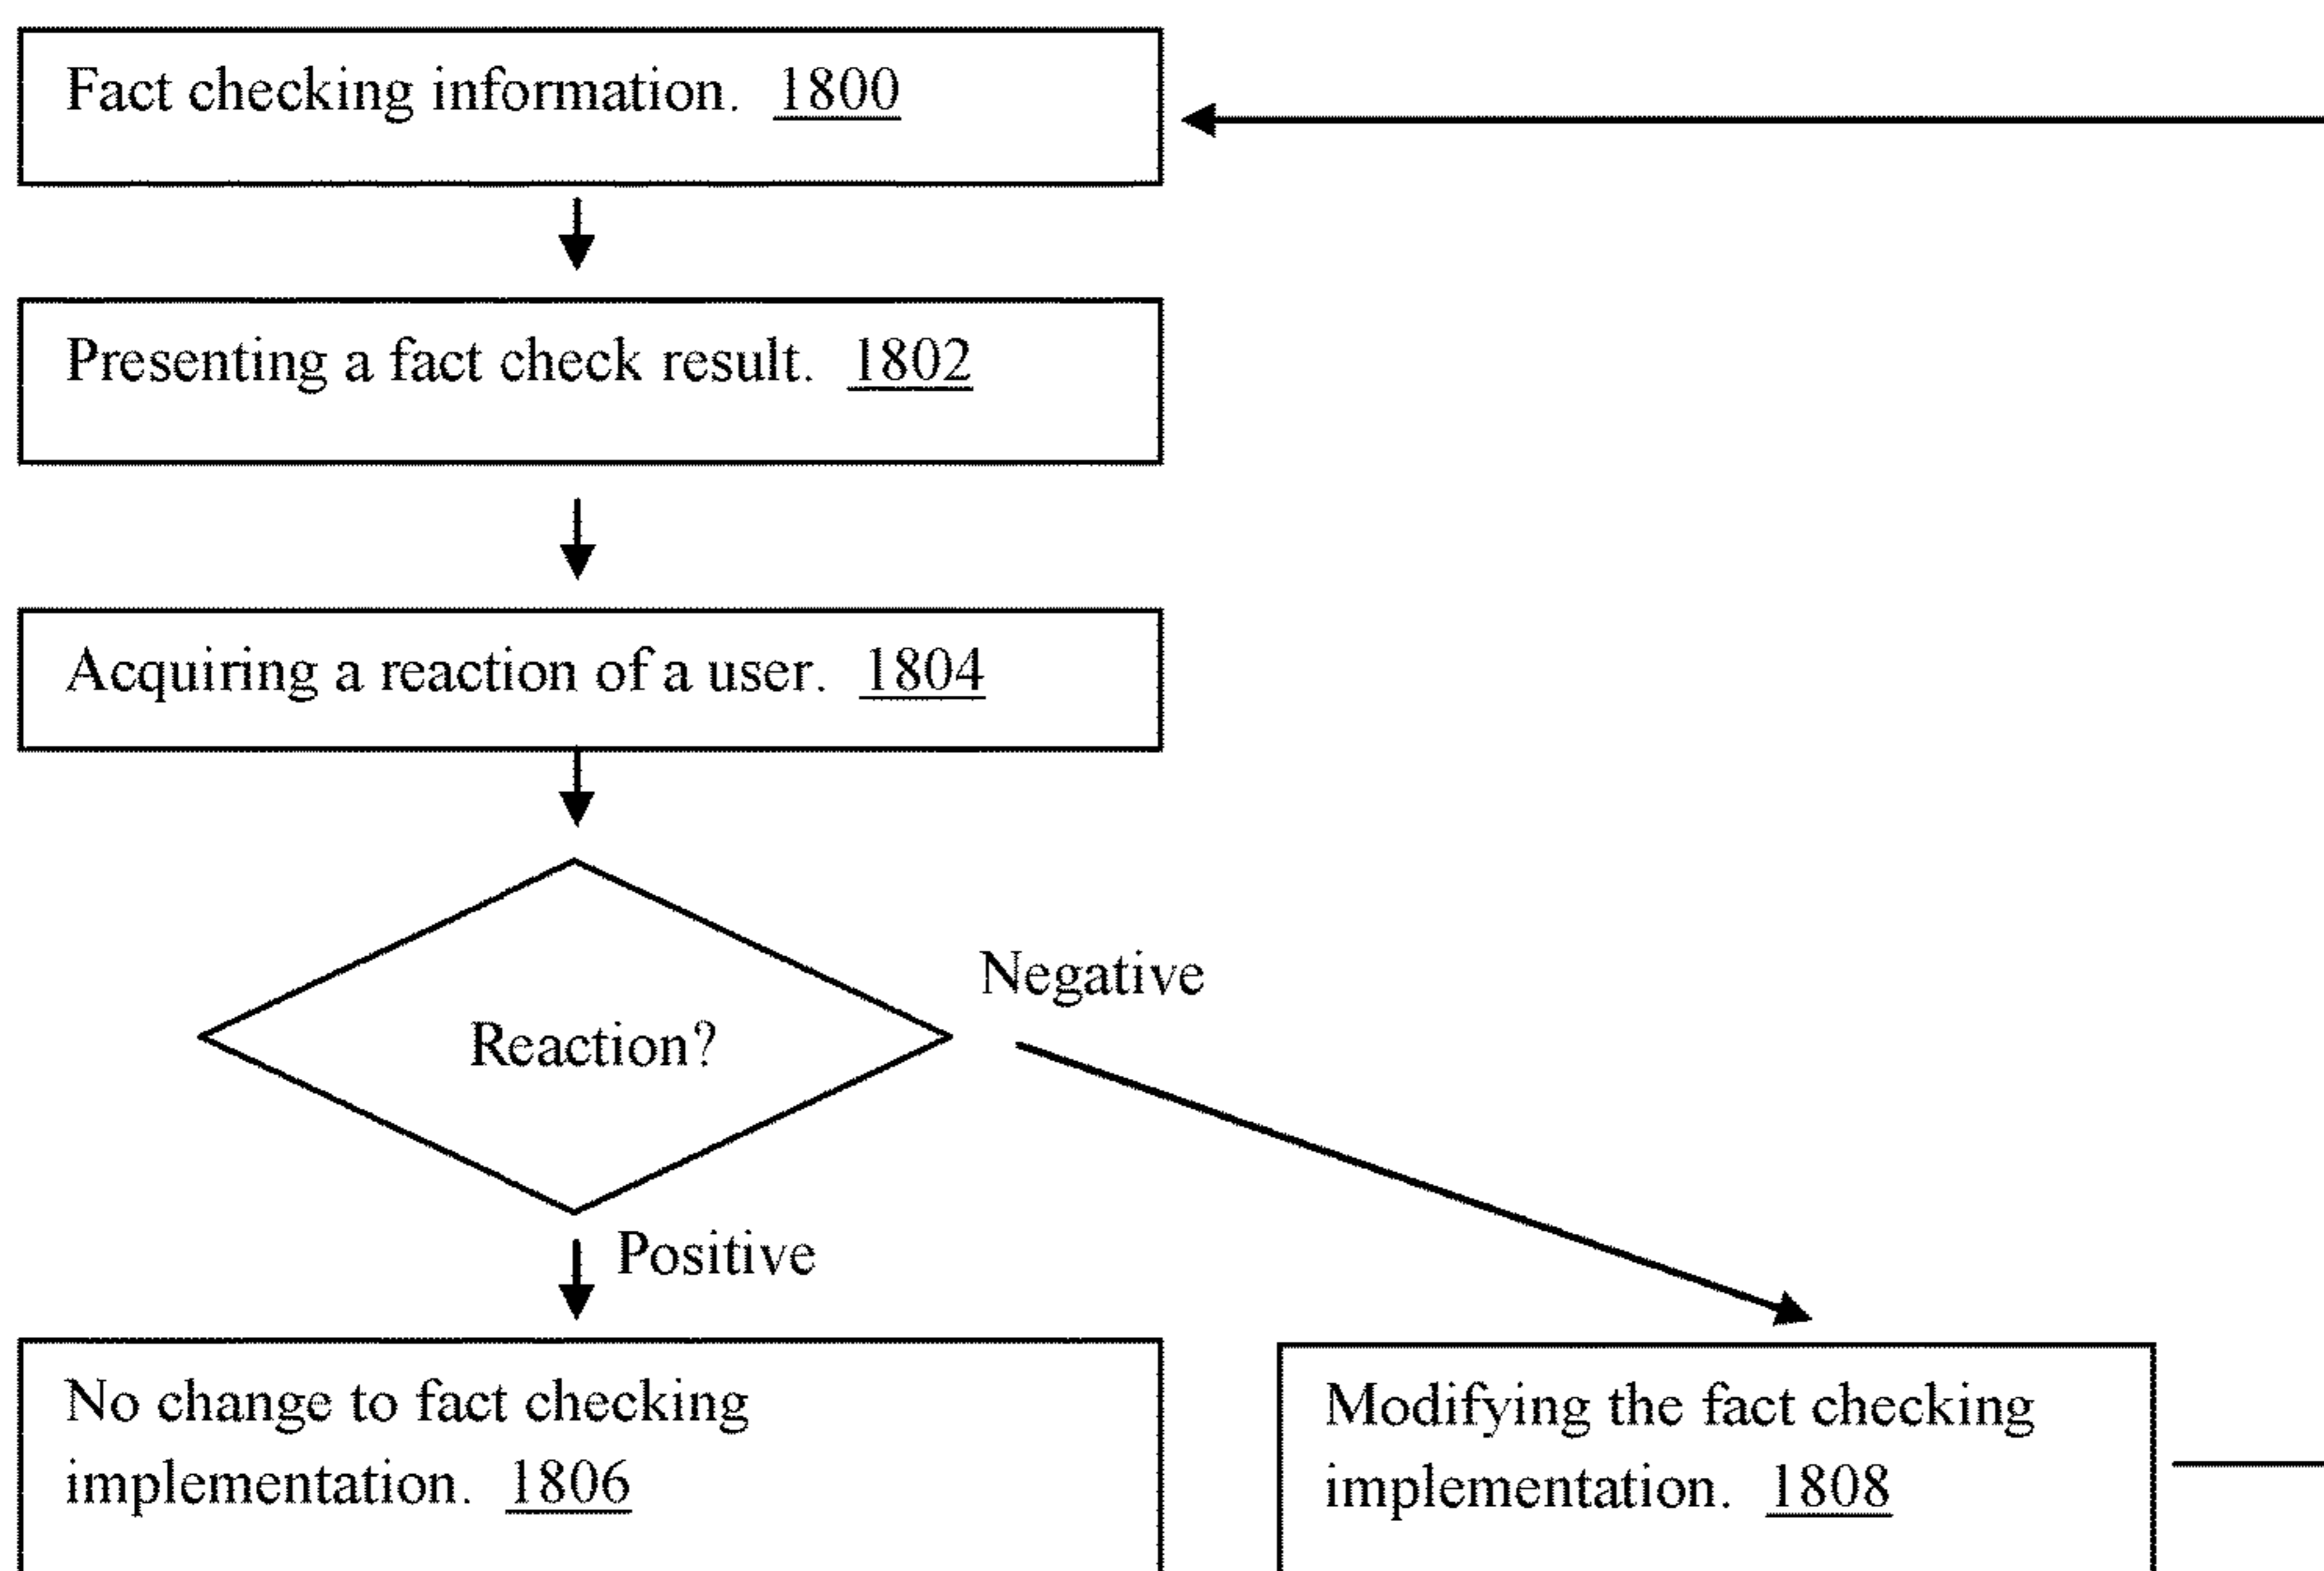 Fact checking information. 1800
Presenting a fact check result. 1802
Acquiring a reaction of a user. 1804
Negative
Reaction?
Positive
No change to fact checking
implementation. 1806
Modifying the fact checking
implementation. 1808